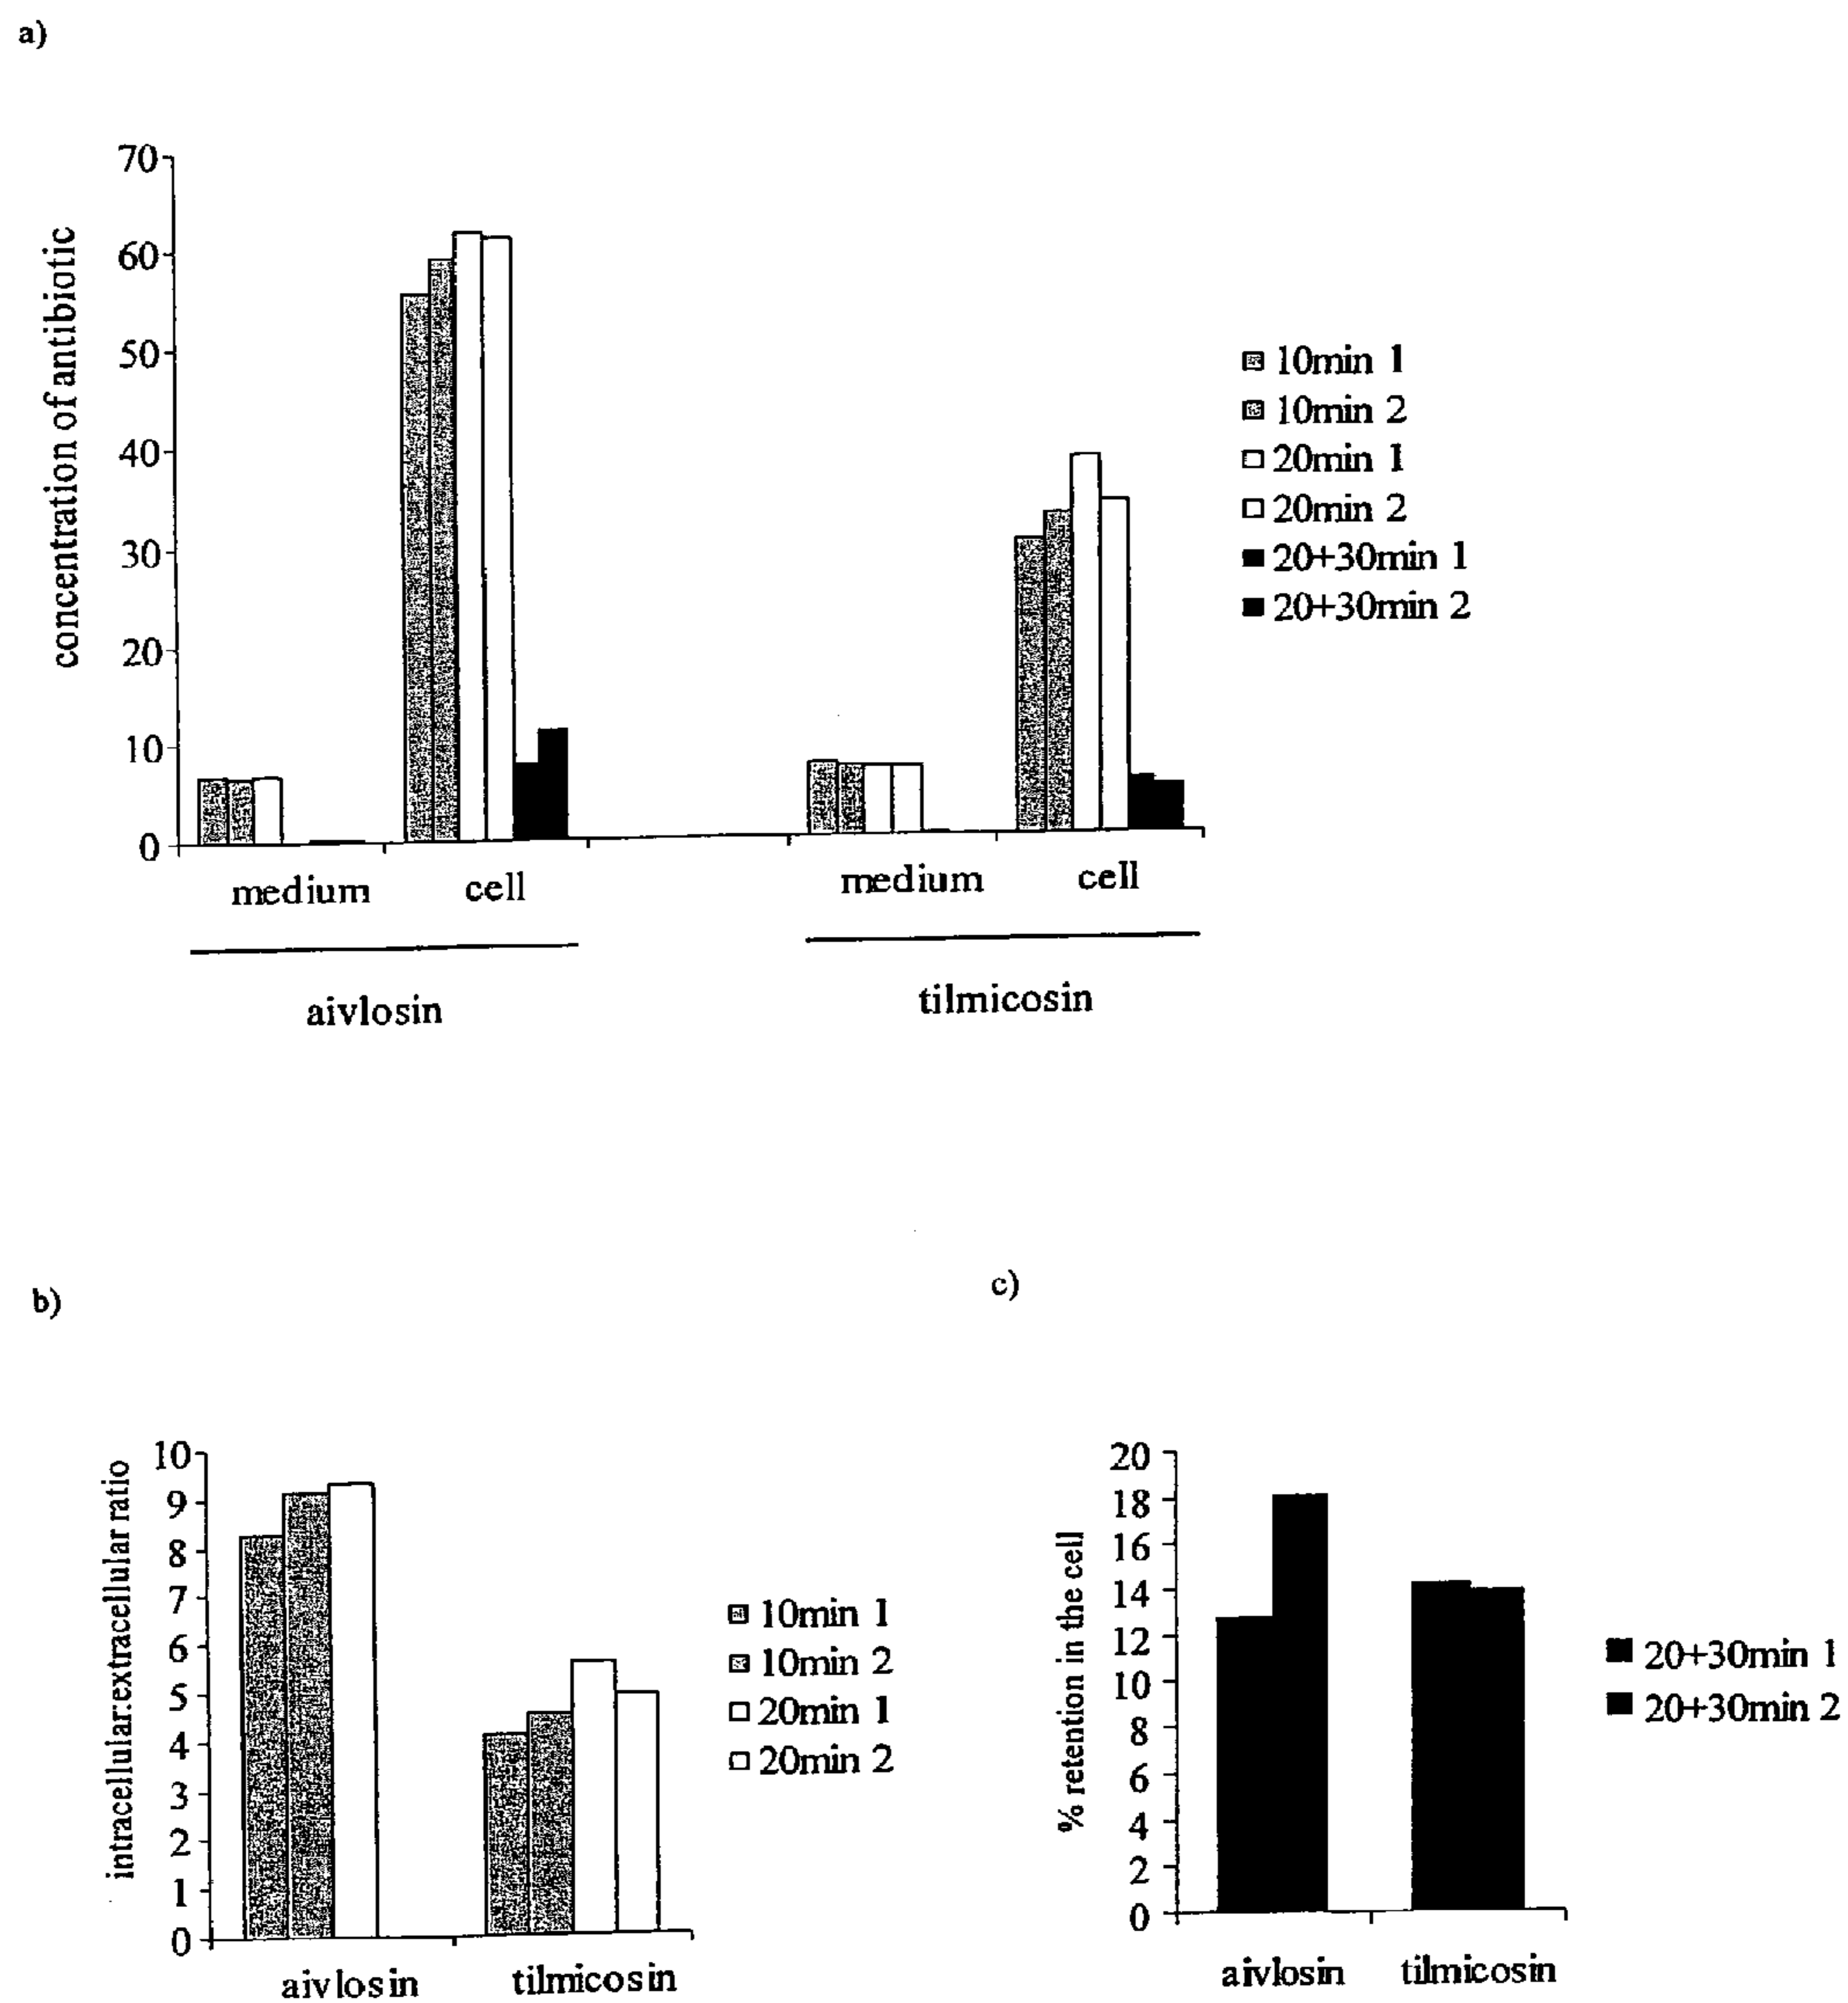 a)
concentration of antibiotic
70
60
50
40
30
20
10
0
medium cell medium cell
aivlosin tilmicosin
10min 1
10min 2
20min 1
20min 2
20+30min 1
20+30min 2
b)
intracellular:extracellular ratio
10
9
8
7
6
5
4
3
2
1
0
aivlosin tilmicosin
10min 1
10min 2
20min 1
20min 2
c)
% retention in the cell
20
18
16
14
12
10
8
6
4
2
0
aivlosin tilmicosin
20+30min 1
20+30min 2